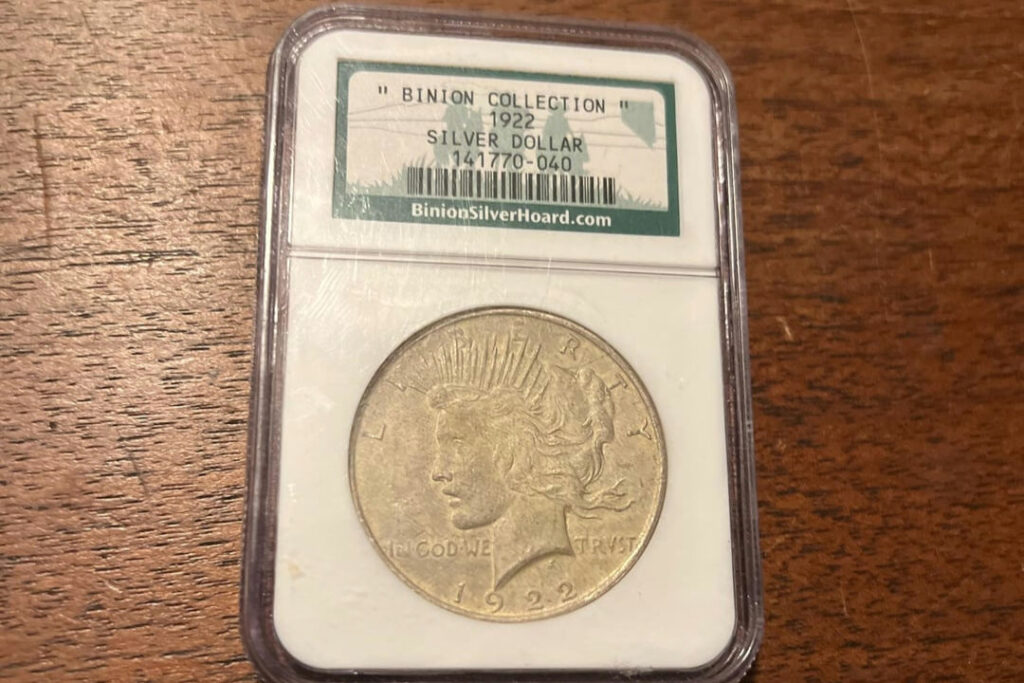 " BINION COLLECTION "
1922
SILVER DOLLAR
141770-040
BinionSilverHoard.com
LIBERTY
IN GOD WE TRVST
1922